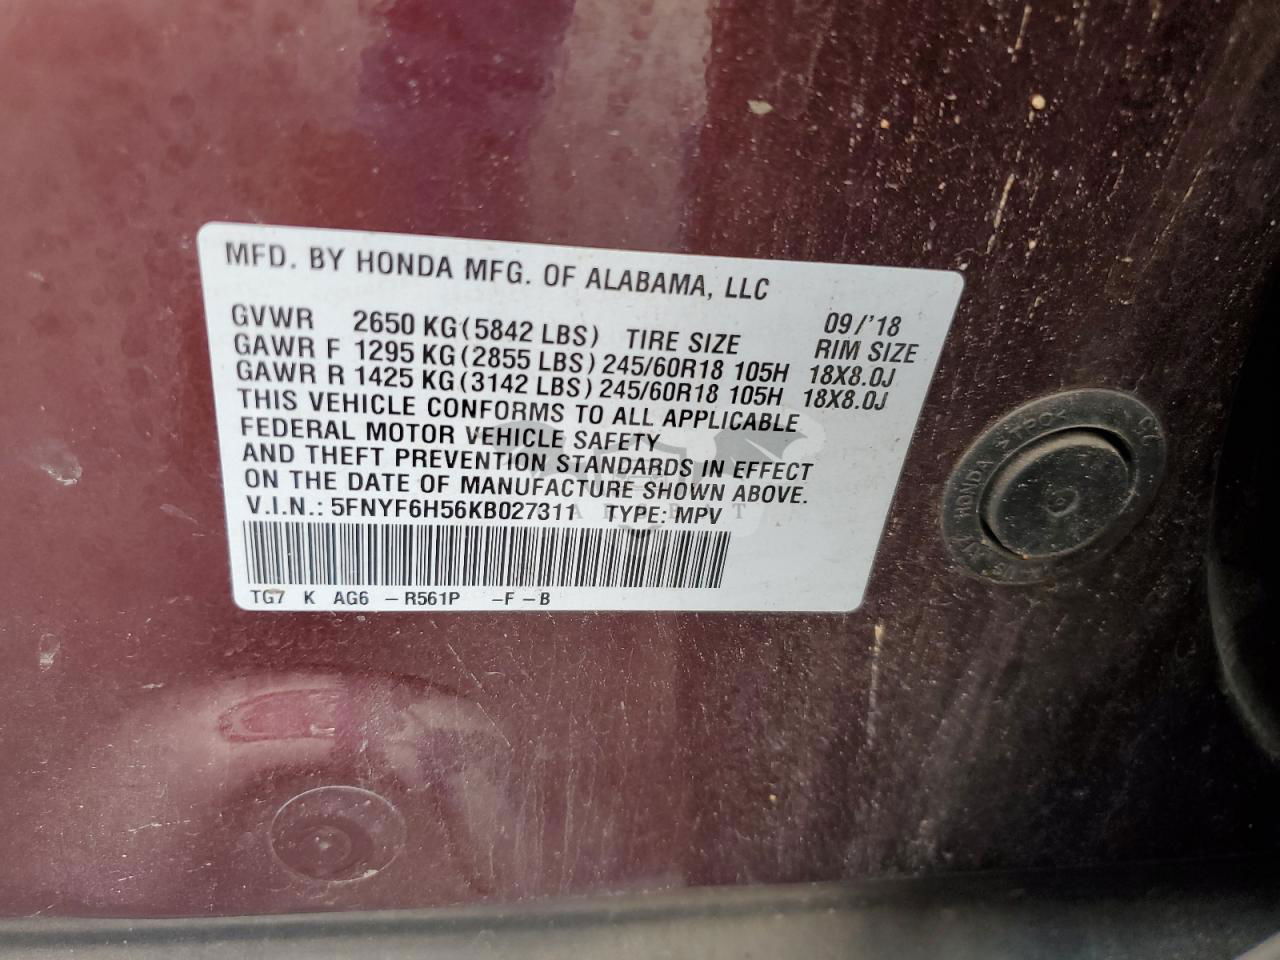 MFD. BY HONDA MFG. OF ALABAMA, LLC
GVWR 2650 KG(5842 LBS) TIRE SIZE 09/'18 RIM SIZE
GAWR F 1295 KG(2855 LBS) 245/60R18 105H 18X8.0J
GAWR R 1425 KG(3142 LBS) 245/60R18 105H 18X8.0J
THIS VEHICLE CONFORMS TO ALL APPLICABLE
FEDERAL MOTOR VEHICLE SAFETY
AND THEFT PREVENTION STANDARDS IN EFFECT
ON THE DATE OF MANUFACTURE SHOWN ABOVE.
V.I.N.: 5FNYF6H56KB027311 TYPE: MPV
TG7 K AG6 -R561P -F-B
HONDA